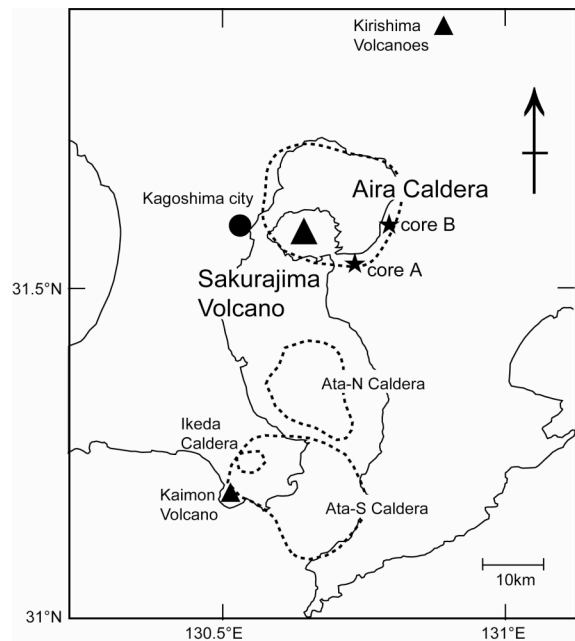 Kirishima
Volcanoes
Aira Caldera
Kagoshima city
core B
core A
Sakurajima
Volcano
31.5°N
Ata-N Caldera
Ikeda
Caldera
Kaimon
Volcano
Ata-S Caldera
10km
31°N
130.5°E
131°E